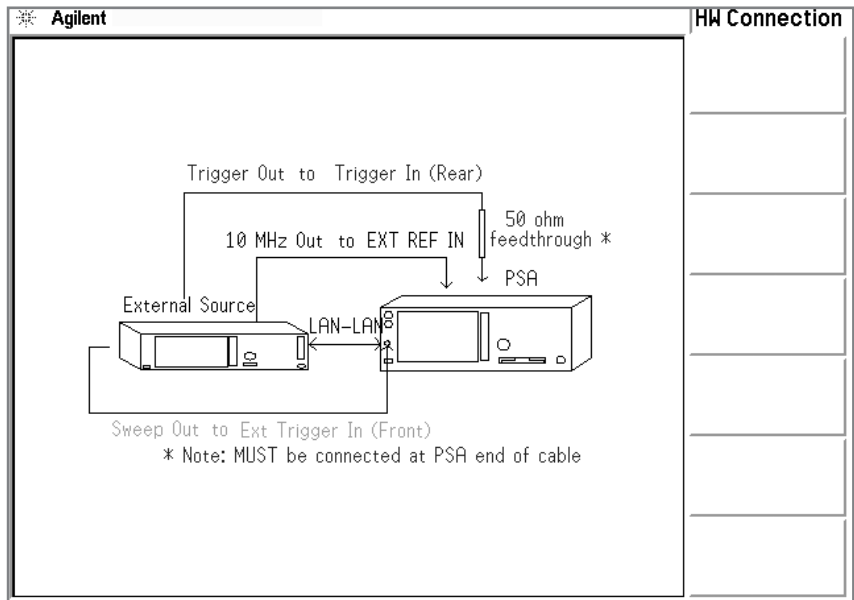 Agilent
HW Connection
Trigger Out to Trigger In (Rear)
50 ohm
feedthrough *
10 MHz Out to EXT REF IN
PSA
External Source
LAN-LAN
Sweep Out to Ext Trigger In (Front)
* Note: MUST be connected at PSA end of cable